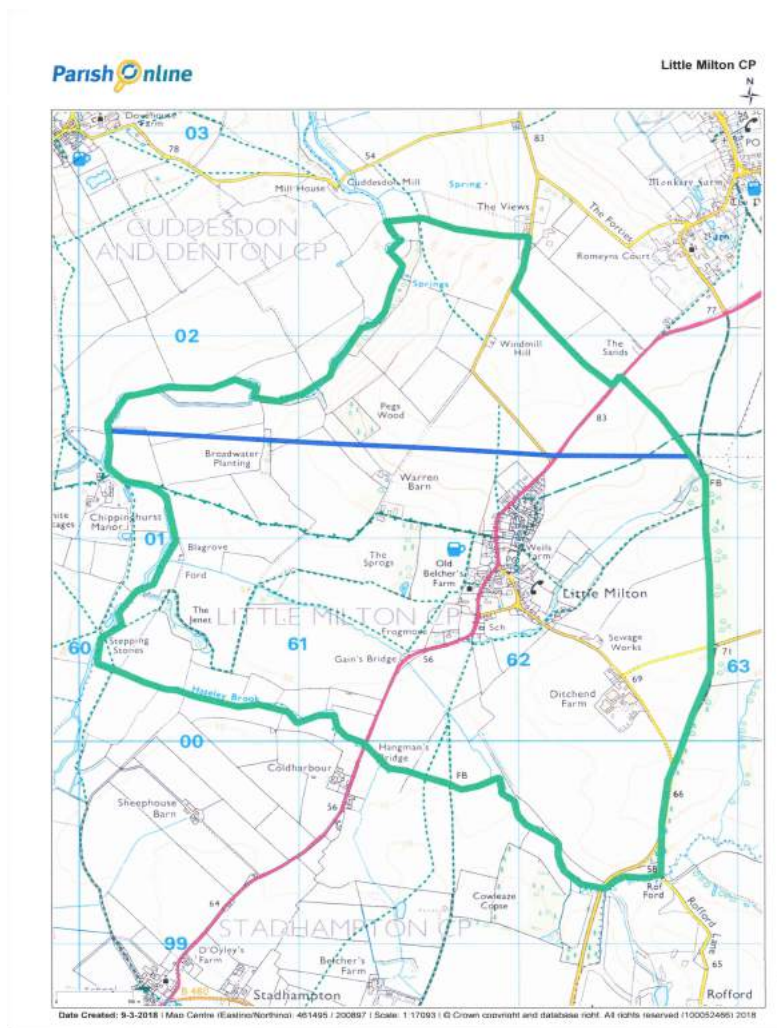 Parish Online
Little Milton CP
N
Dovehouse Farm
03
78
54
83
PO
Mill House
Cuddesdon Mill
Spring
The Views
The Forties
CUDDESDON
AND DENTON CP
Romeyns Court
Springs
77
02
Windmill
Hill
The
Sands
Pegs
Wood
83
Broadwater
Planting
Warren
Barn
FB
Chippinghurst
Manor
01
Blagrove
The
Sprogs
Old
Belcher's
Farm
Wells
Farm
Ford
The
Jenet
LITTLE MILTON CP
Little Milton
Frogmore
Sch
60
Stepping
Stones
61
Gain's Bridge
56
62
Sewage
Works
71
63
69
Haseley Brook
Ditchend
Farm
00
Hangman's
Bridge
Coldharbour
FB
66
56
Sheephouse
Barn
58
Rofford
Cowleaze
Copse
64
Rofford Lane
STADHAMPTON CP
99
D'Oyley's
Farm
65
Belcher's
Farm
B 480
Stadhampton
Rofford
Date Created: 9-3-2018 | Map Centre (Easting/Northing): 461495 / 200897 | Scale: 1:17093 | © Crown copyright and database right. All rights reserved (100052466) 2018